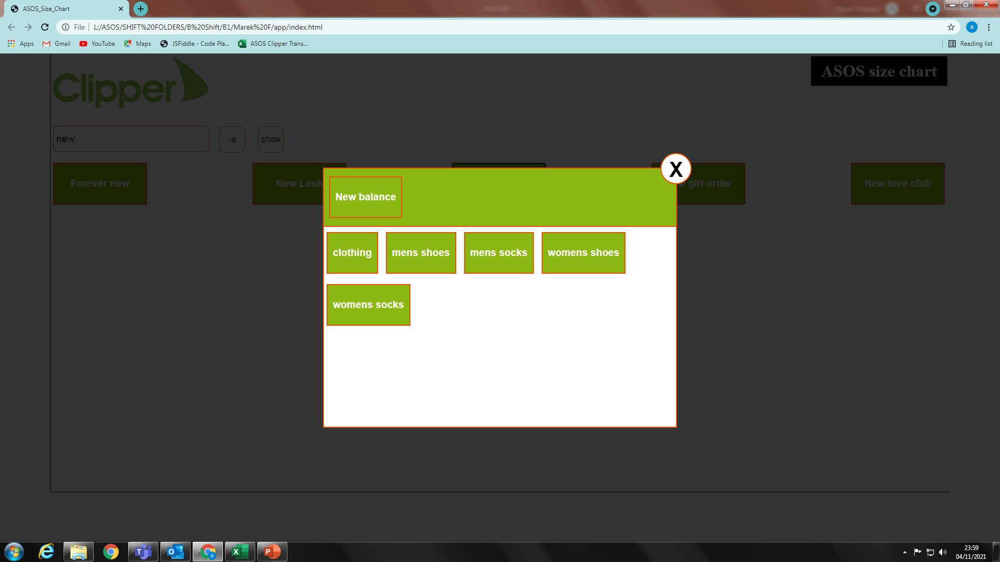 ASOS_Size_Chart
File
L:/ASOS/SHIFT%20FOLDERS/B%20Shift/B1/Marek%20F/app/index.html
a
Apps
Gmail
YouTube
Maps
JSFiddle - Code Pla...
ASOS Clipper Trans...
Reading list
Clipper
ASOS size chart
new
..a.
show
Forever new
New Look
girl order
New love club
X
New balance
clothing
mens shoes
mens socks
womens shoes
womens socks
23:59
04/11/2021